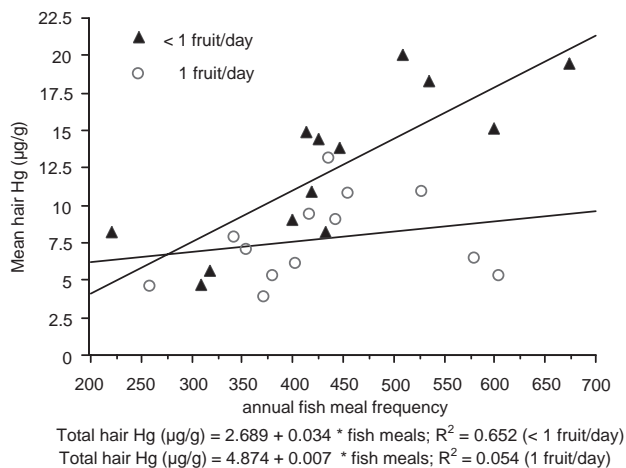 22.5
20
17.5
15
12.5
10
7.5
5
2.5
0
Mean hair Hg (µg/g)
< 1 fruit/day
1 fruit/day
200 250 300 350 400 450 500 550 600 650 700
annual fish meal frequency
Total hair Hg (µg/g) = 2.689 + 0.034 * fish meals; R² = 0.652 (< 1 fruit/day)
Total hair Hg (µg/g) = 4.874 + 0.007 * fish meals; R² = 0.054 (1 fruit/day)